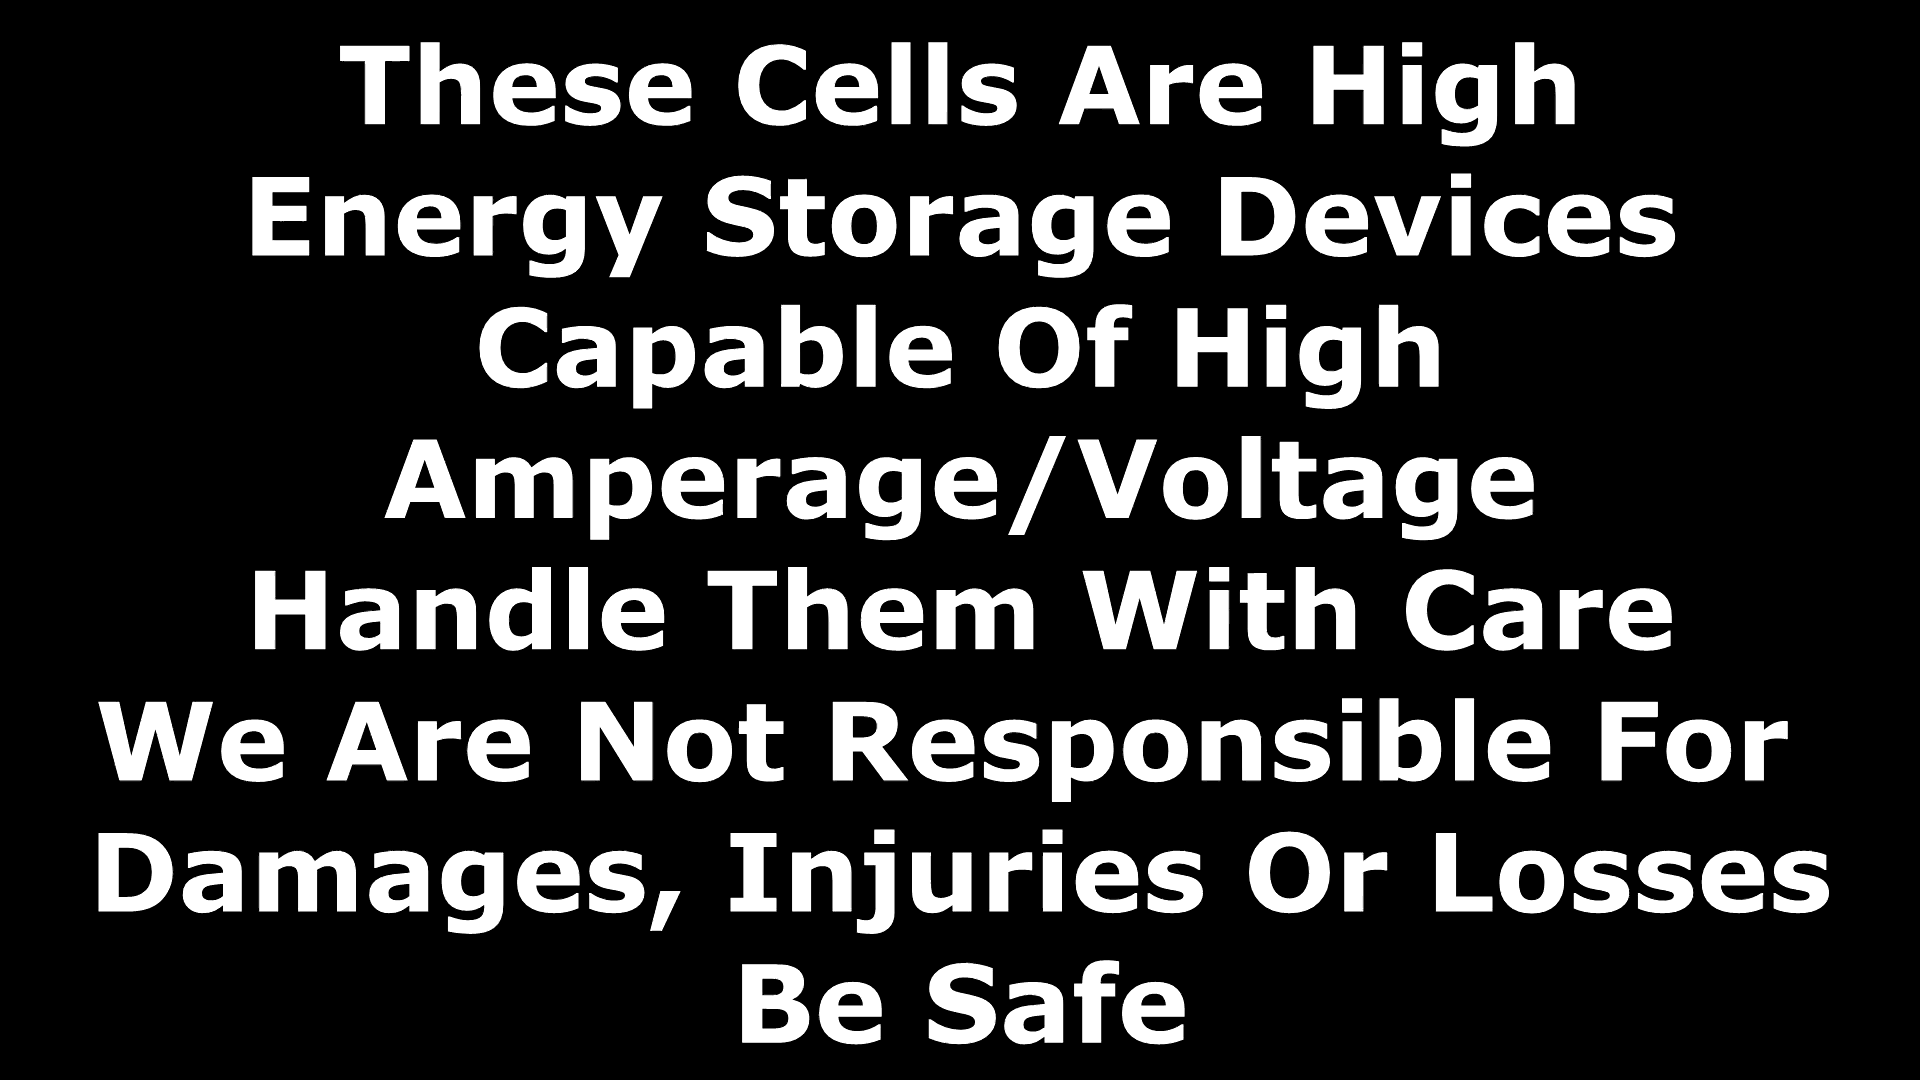 These Cells Are High
Energy Storage Devices
Capable Of High
Amperage/Voltage
Handle Them With Care
We Are Not Responsible For
Damages, Injuries Or Losses
Be Safe